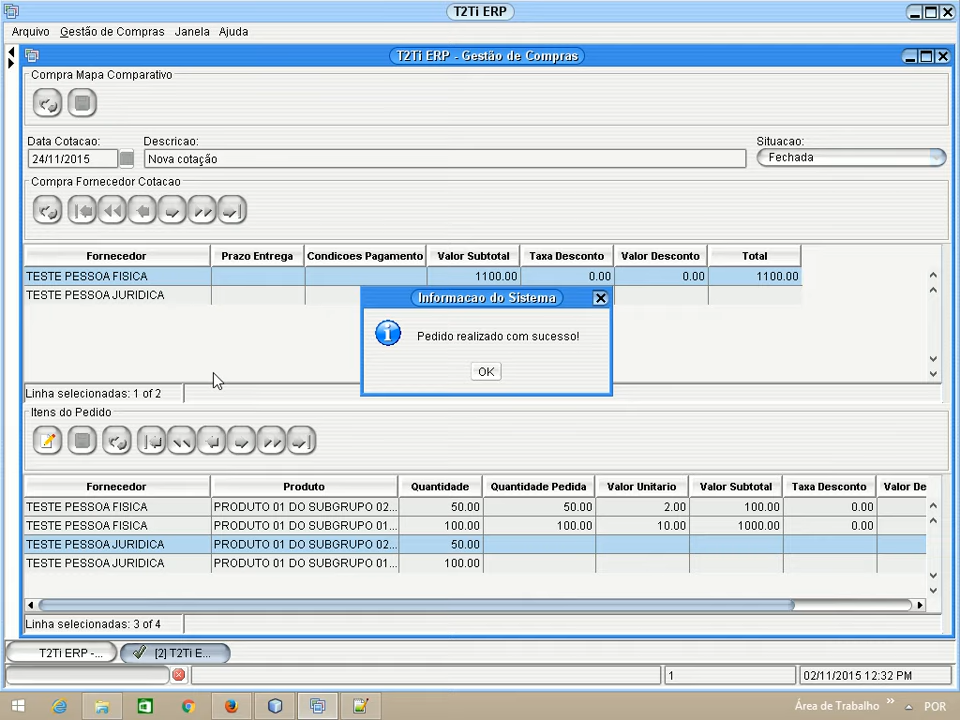 T2Ti ERP
Arquivo Gestão de Compras Janela Ajuda
T2Ti ERP - Gestão de Compras
Compra Mapa Comparativo
Data Cotacao: Descricao: Situacao:
24/11/2015 Nova cotação Fechada
Compra Fornecedor Cotacao
Fornecedor Prazo Entrega Condicoes Pagamento Valor Subtotal Taxa Desconto Valor Desconto Total
TESTE PESSOA FISICA 1100.00 0.00 0.00 1100.00
TESTE PESSOA JURIDICA
Informacao do Sistema
Pedido realizado com sucesso!
OK
Linha selecionadas: 1 of 2
Itens do Pedido
Fornecedor Produto Quantidade Quantidade Pedida Valor Unitario Valor Subtotal Taxa Desconto Valor De
TESTE PESSOA FISICA PRODUTO 01 DO SUBGRUPO 02... 50.00 50.00 2.00 100.00 0.00
TESTE PESSOA FISICA PRODUTO 01 DO SUBGRUPO 01... 100.00 100.00 10.00 1000.00 0.00
TESTE PESSOA JURIDICA PRODUTO 01 DO SUBGRUPO 02... 50.00
TESTE PESSOA JURIDICA PRODUTO 01 DO SUBGRUPO 01... 100.00
Linha selecionadas: 3 of 4
T2Ti ERP -... [2] T2Ti E...
1 02/11/2015 12:32 PM
Área de Trabalho » POR